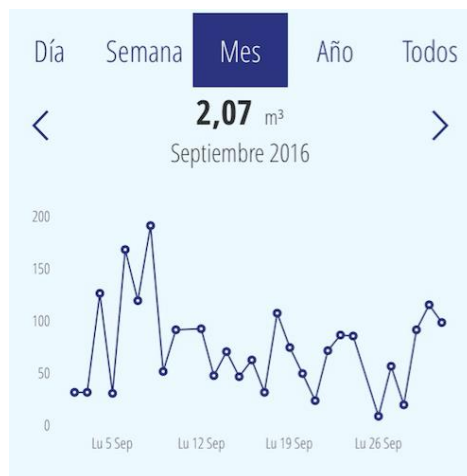 Día Semana Mes Año Todos
2,07 m³
Septiembre 2016
200
150
100
50
0
Lu 5 Sep Lu 12 Sep Lu 19 Sep Lu 26 Sep